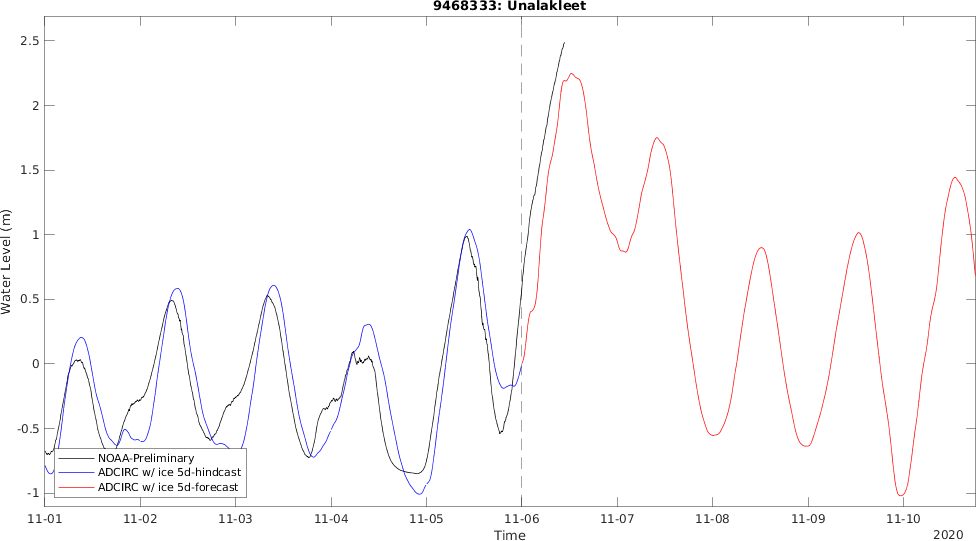 9468333: Unalakleet
Water Level (m)
2.5
2
1.5
1
0.5
0
-0.5
-1
NOAA-Preliminary
ADCIRC w/ ice 5d-hindcast
ADCIRC w/ ice 5d-forecast
11-01 11-02 11-03 11-04 11-05 11-06 11-07 11-08 11-09 11-10
Time
2020